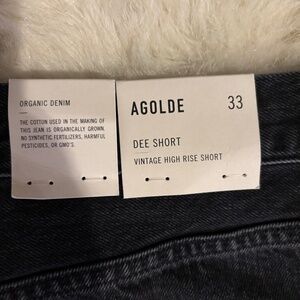 ORGANIC DENIM
THE COTTON USED IN THE MAKING OF
THIS JEAN IS ORGANICALLY GROWN.
NO SYNTHETIC FERTILIZERS, HARMFUL
PESTICIDES, OR GMO'S.
AGOLDE 33
DEE SHORT
VINTAGE HIGH RISE SHORT